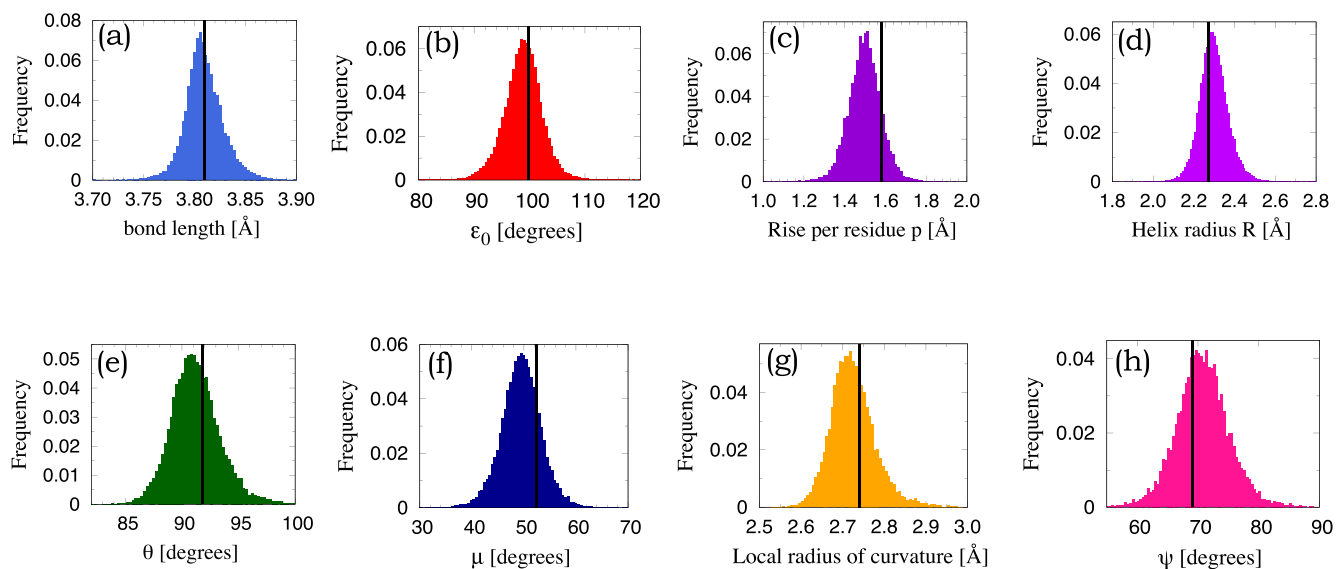 (a)
Frequency
0.08
0.06
0.04
0.02
0
3.70 3.75 3.80 3.85 3.90
bond length [Å]
(b)
Frequency
0.06
0.04
0.02
0
80 90 100 110 120
ε0 [degrees]
(c)
Frequency
0.06
0.04
0.02
0
1.0 1.2 1.4 1.6 1.8 2.0
Rise per residue p [Å]
(d)
Frequency
0.06
0.04
0.02
0
1.8 2.0 2.2 2.4 2.6 2.8
Helix radius R [Å]
(e)
Frequency
0.05
0.04
0.03
0.02
0.01
0
85 90 95 100
θ [degrees]
(f)
Frequency
0.06
0.04
0.02
0
30 40 50 60 70
μ [degrees]
(g)
Frequency
0.04
0.02
0
2.5 2.6 2.7 2.8 2.9 3.0
Local radius of curvature [Å]
(h)
Frequency
0.04
0.02
0
60 70 80 90
ψ [degrees]